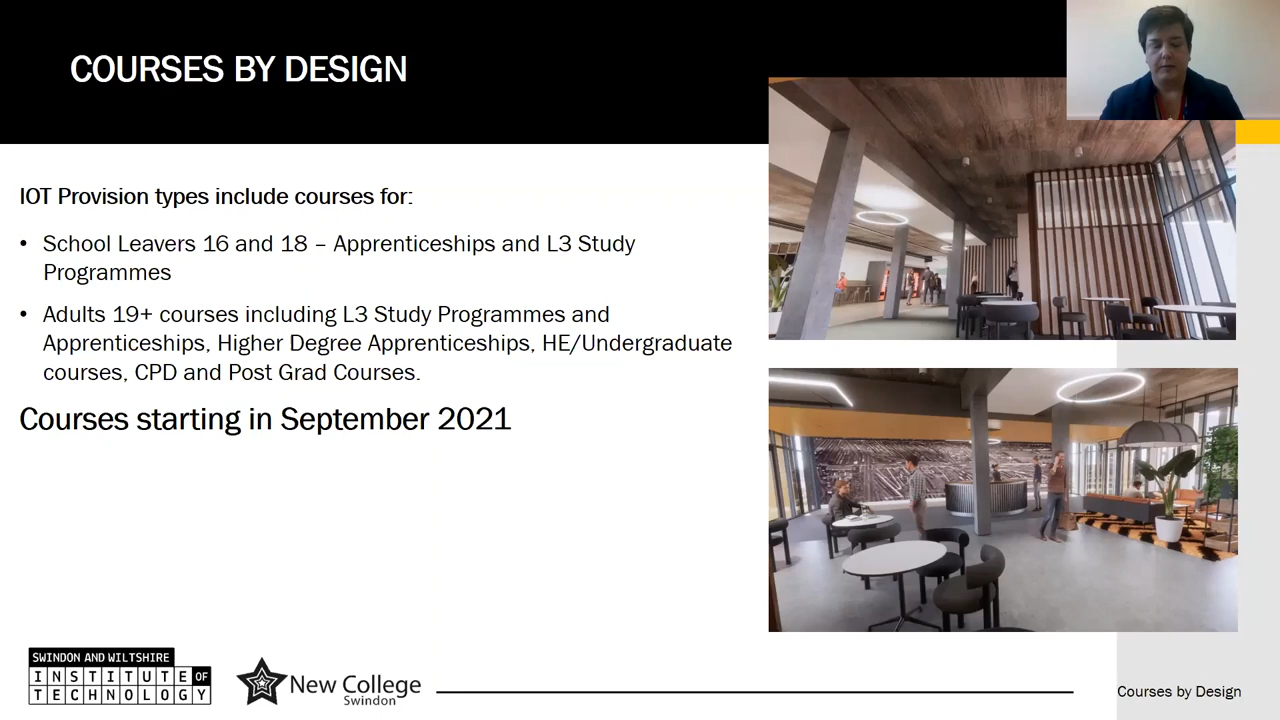 COURSES BY DESIGN
IOT Provision types include courses for:
• School Leavers 16 and 18 – Apprenticeships and L3 Study
Programmes
• Adults 19+ courses including L3 Study Programmes and
Apprenticeships, Higher Degree Apprenticeships, HE/Undergraduate
courses, CPD and Post Grad Courses.
Courses starting in September 2021
SWINDON AND WILTSHIRE
INSTITUTE OF
TECHNOLOGY
New College
Swindon
Courses by Design